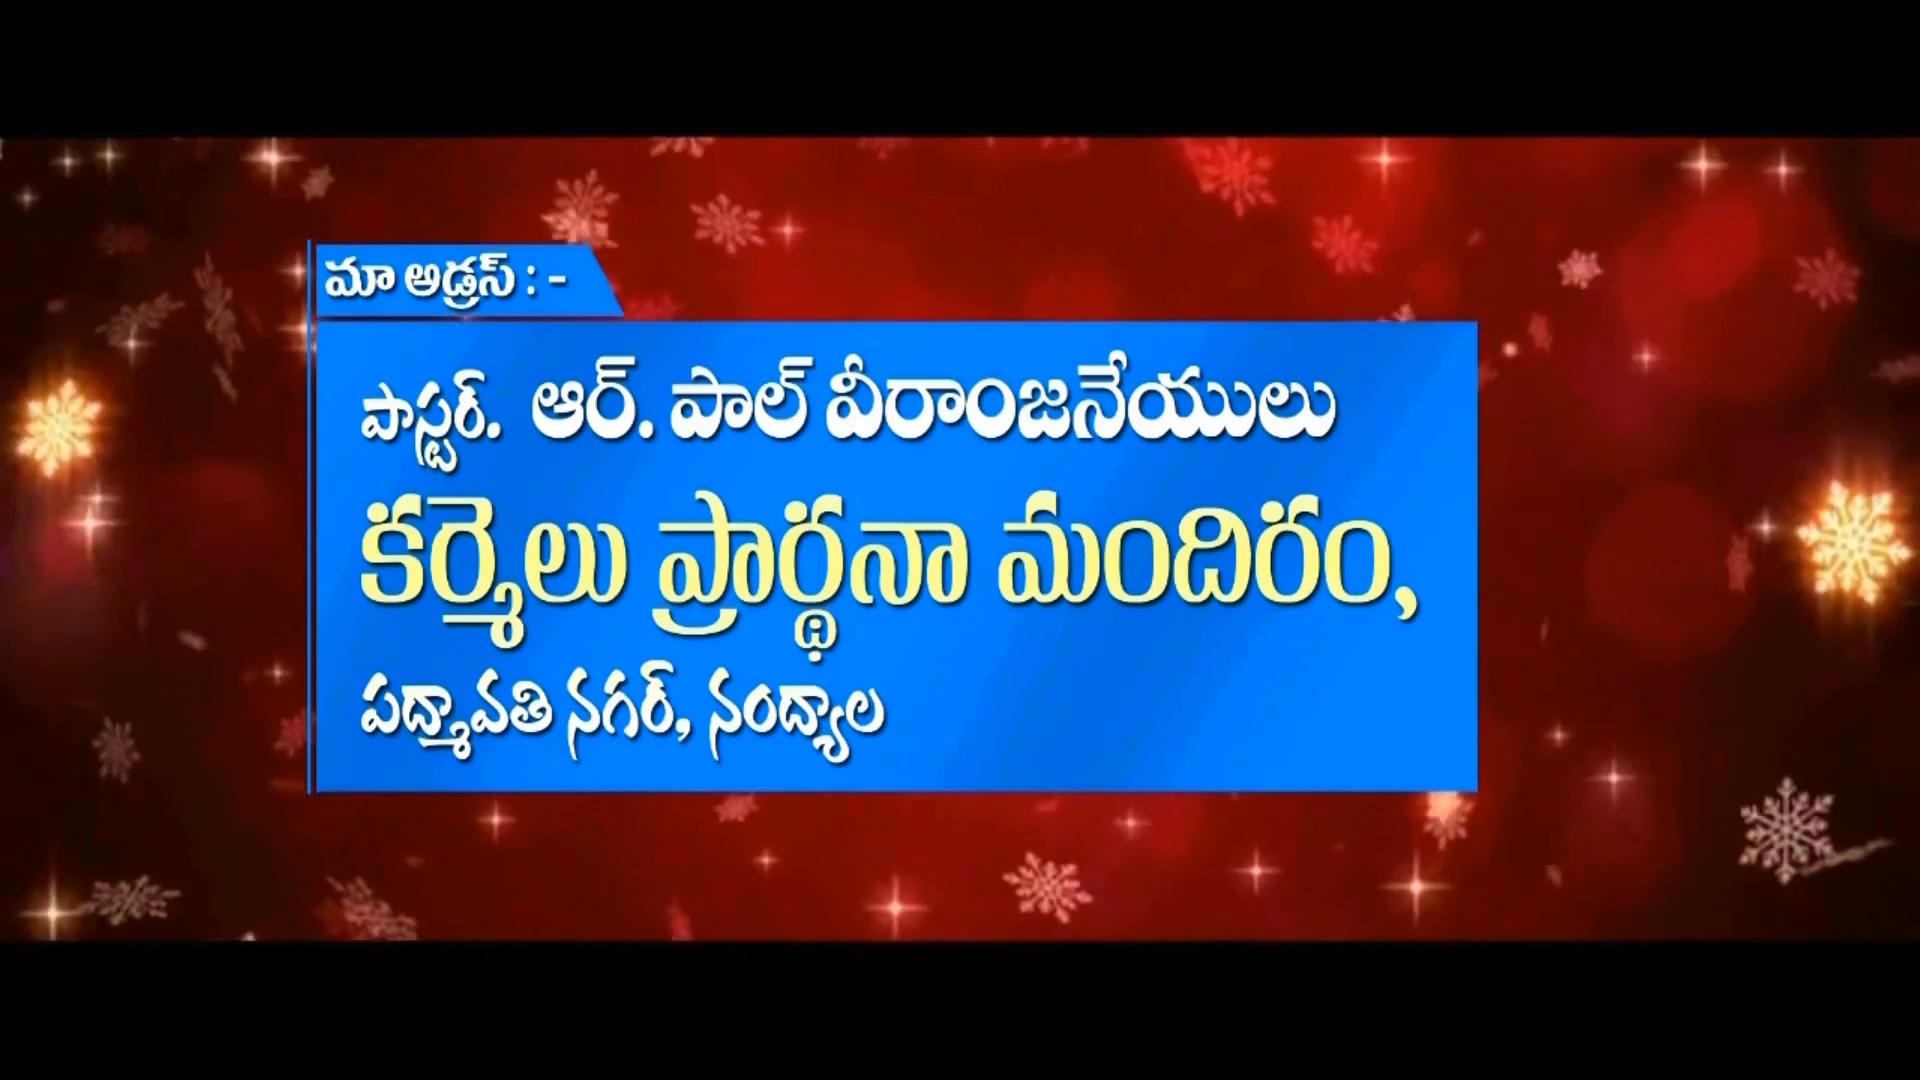 మా అడ్రస్ : -
పాస్టర్. ఆర్. పాల్ వీరాంజనేయులు
కర్మెలు ప్రార్థనా మందిరం,
పద్మావతి నగర్, నంద్యాల